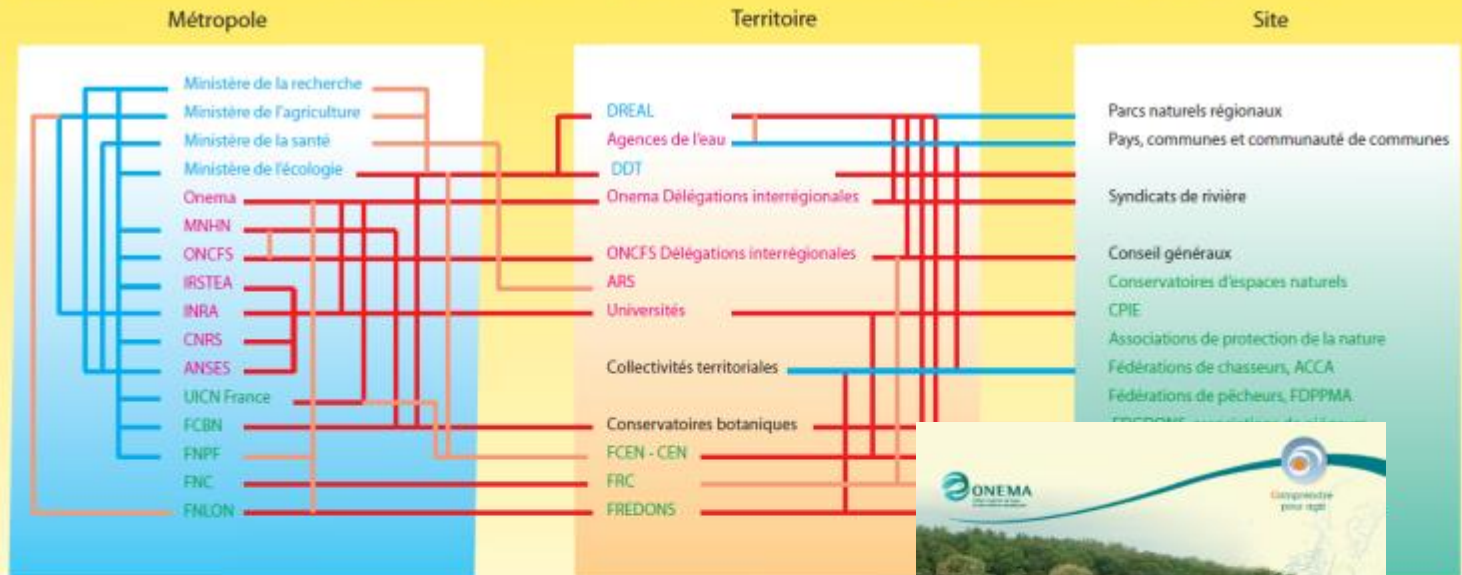 Métropole
Ministère de la recherche
Ministère de l'agriculture
Ministère de la santé
Ministère de l'écologie
Onema
MNHN
ONCFS
IRSTEA
INRA
CNRS
ANSES
UICN France
FCBN
FNPF
FNC
FNLON
Territoire
DREAL
Agences de l'eau
DDT
Onema Délégations interrégionales
ONCFS Délégations interrégionales
ARS
Universités
Collectivités territoriales
Conservatoires botaniques
FCEN - CEN
FRC
FREDONS
Site
Parcs naturels régionaux
Pays, communes et communauté de communes
Syndicats de rivière
Conseil généraux
Conservatoires d'espaces naturels
CPIE
Associations de protection de la nature
Fédérations de chasseurs, ACCA
Fédérations de pêcheurs, FDPPMA
ONEMA
Comprendre
pour agir